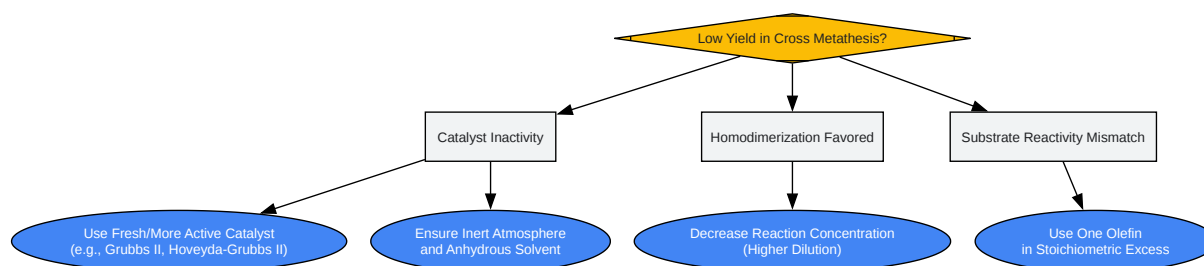 Low Yield in Cross Metathesis?
Catalyst Inactivity
Homodimerization Favored
Substrate Reactivity Mismatch
Use Fresh/More Active Catalyst
(e.g., Grubbs II, Hoveyda-Grubbs II)
Ensure Inert Atmosphere
and Anhydrous Solvent
Decrease Reaction Concentration
(Higher Dilution)
Use One Olefin
in Stoichiometric Excess